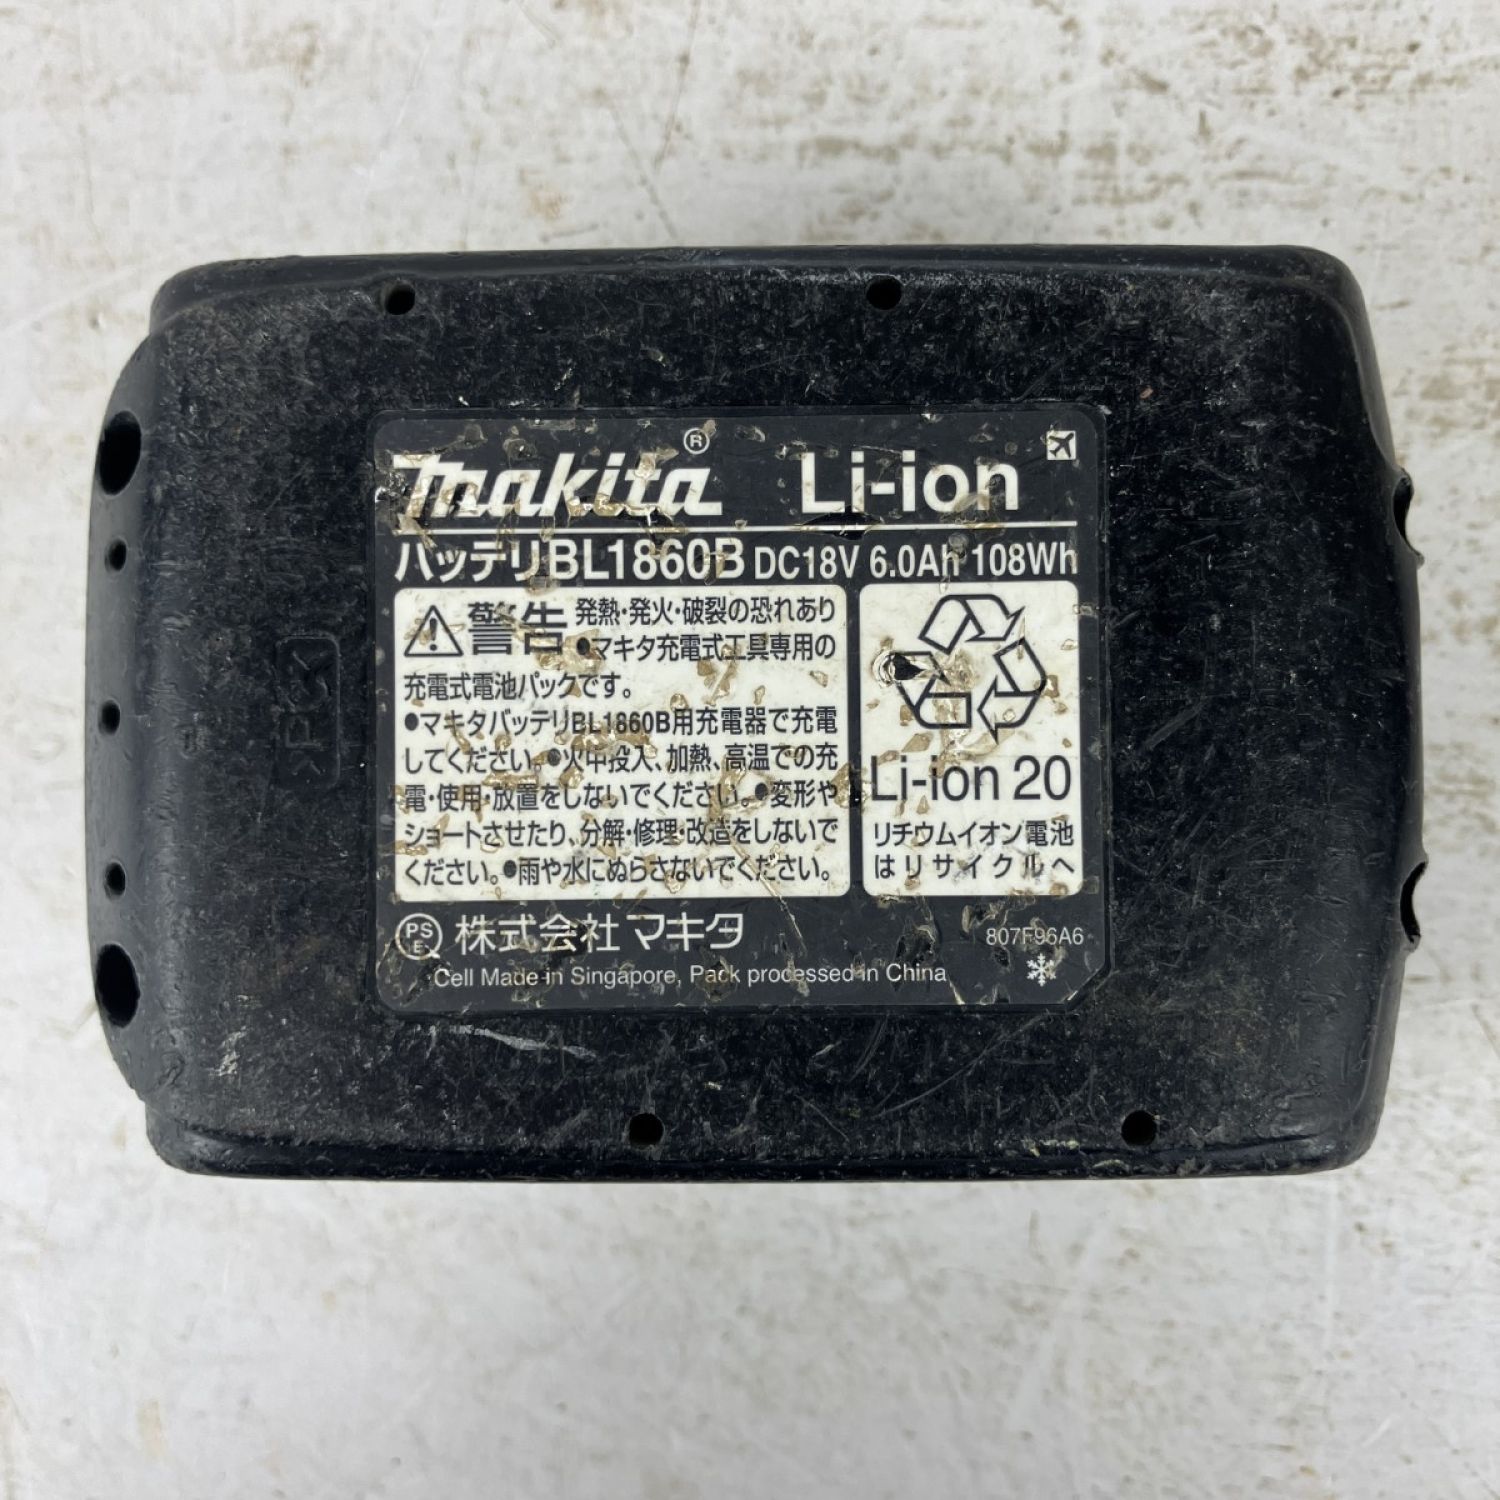 makita® Li-ion
バッテリBL1860B DC18V 6.0Ah 108Wh
警告 発熱・発火・破裂の恐れあり
●マキタ充電式工具専用の
充電式電池パックです。
●マキタバッテリBL1860B用充電器で充電
してください。●火中投入、加熱、高温での充
電・使用・放置をしないでください。●変形や
ショートさせたり、分解・修理・改造をしないで
ください。●雨や水にぬらさないでください。
Li-ion 20
リチウムイオン電池
はリサイクルへ
PS
E
株式会社マキタ
807F96A6
Cell Made in Singapore, Pack processed in China
>PC<